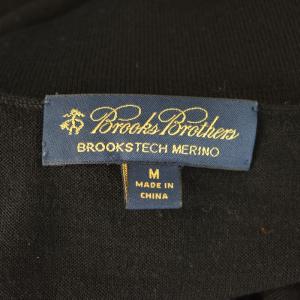 Brooks Brothers
BROOKSTECH MERINO
M
MADE IN
CHINA